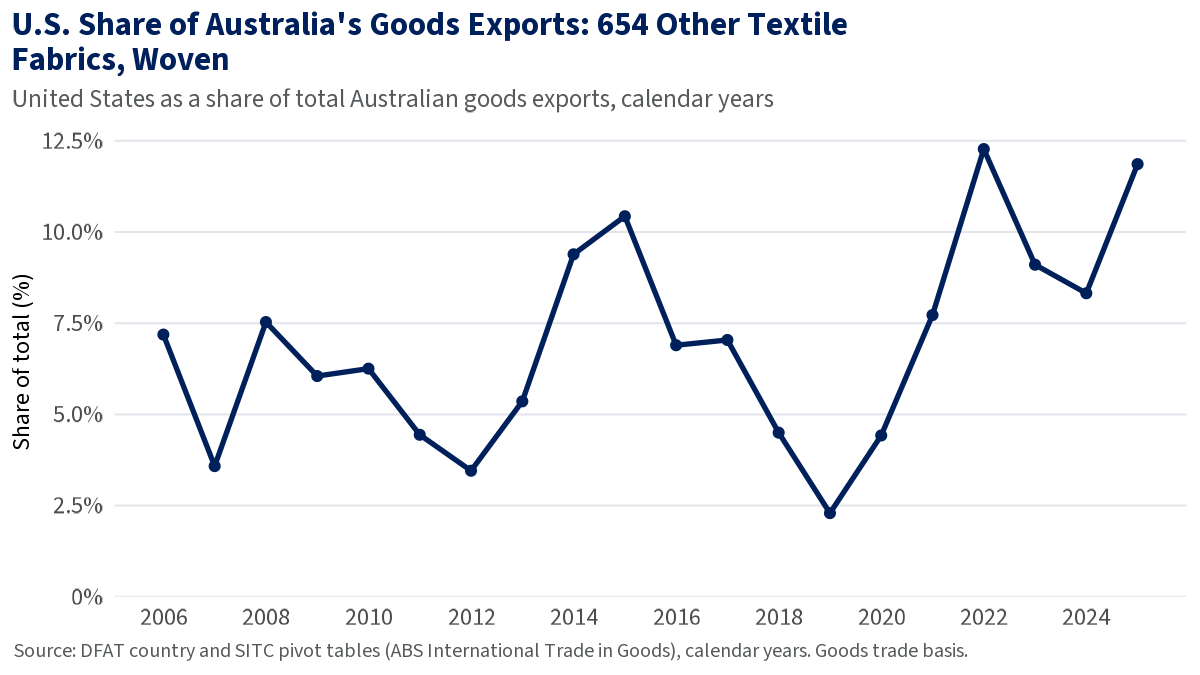 U.S. Share of Australia's Goods Exports: 654 Other Textile
Fabrics, Woven
United States as a share of total Australian goods exports, calendar years
Share of total (%)
12.5%
10.0%
7.5%
5.0%
2.5%
0%
2006 2008 2010 2012 2014 2016 2018 2020 2022 2024
Source: DFAT country and SITC pivot tables (ABS International Trade in Goods), calendar years. Goods trade basis.